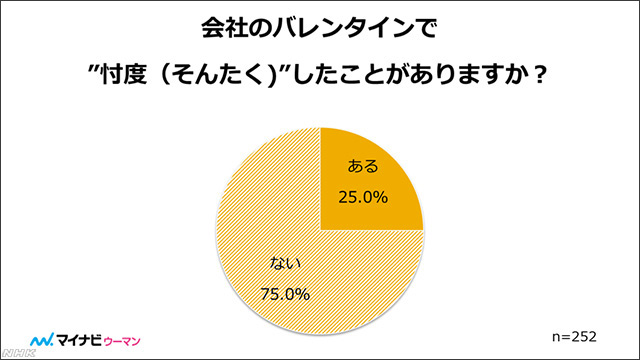 会社のバレンタインで
”忖度（そんたく)”したことがありますか？
ある
25.0%
ない
75.0%
マイナビウーマン
n=252
NHK